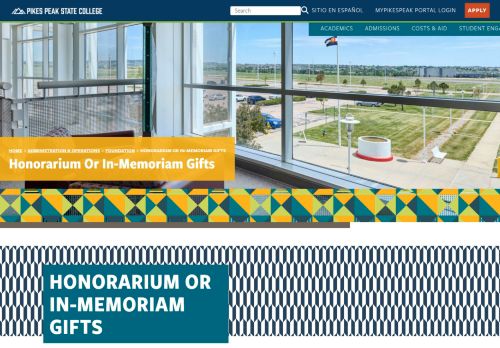 PIKES PEAK STATE COLLEGE
Search
SITIO EN ESPAÑOL
MYPIKESPEAK PORTAL LOGIN
APPLY
ACADEMICS
ADMISSIONS
COSTS & AID
STUDENT ENGA
HOME > ADMINISTRATION & OPERATIONS > FOUNDATION > HONORARIUM OR IN-MEMORIAM GIFTS
Honorarium Or In-Memoriam Gifts
HONORARIUM OR
IN-MEMORIAM
GIFTS